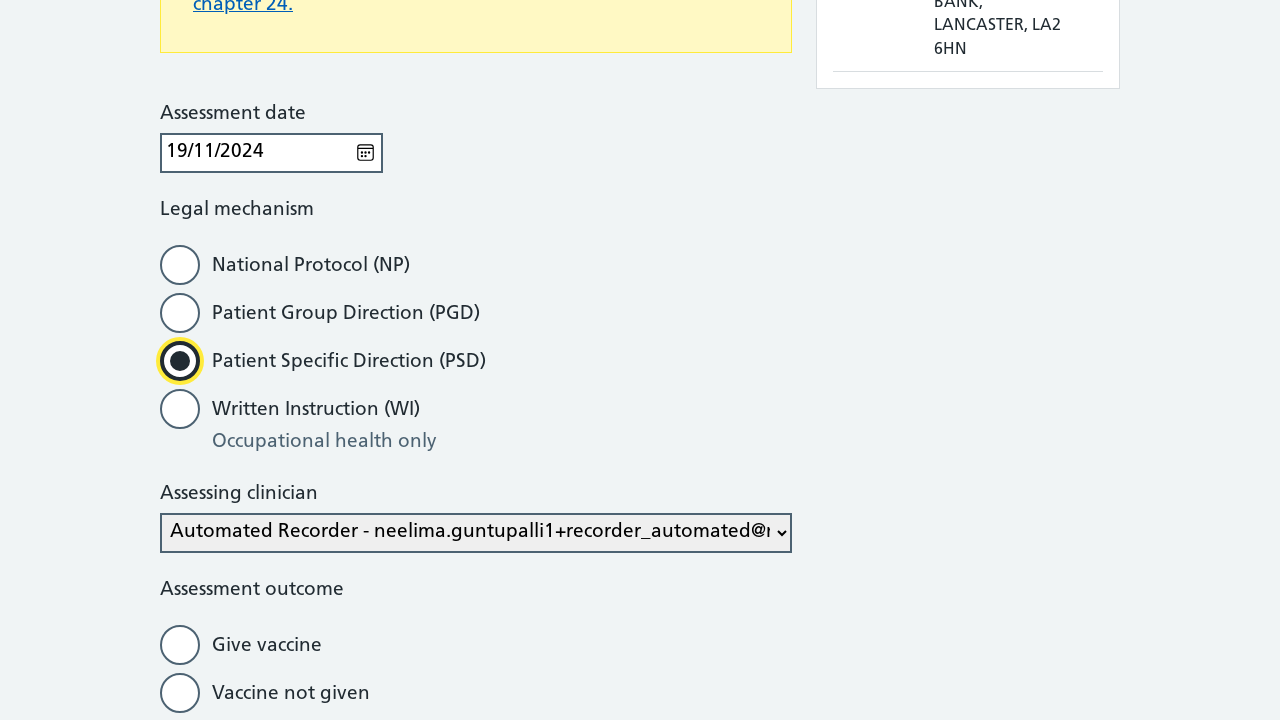 chapter 24.
BANK,
LANCASTER, LA2
6HN
Assessment date
19/11/2024
Legal mechanism
National Protocol (NP)
Patient Group Direction (PGD)
Patient Specific Direction (PSD)
Written Instruction (WI)
Occupational health only
Assessing clinician
Automated Recorder - neelima.guntupalli1+recorder_automated@
Assessment outcome
Give vaccine
Vaccine not given